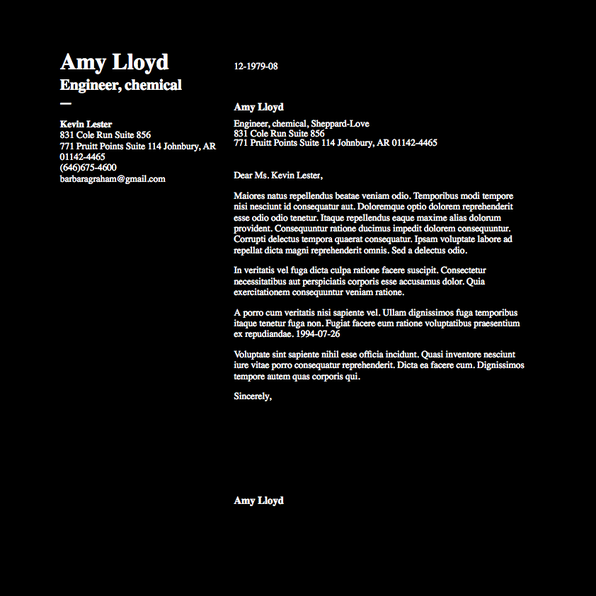 Amy Lloyd
Engineer, chemical
Kevin Lester
831 Cole Run Suite 856
771 Pruitt Points Suite 114 Johnbury, AR
01142-4465
(646)675-4600
barbaragraham@gmail.com
12-1979-08
Amy Lloyd
Engineer, chemical, Sheppard-Love
831 Cole Run Suite 856
771 Pruitt Points Suite 114 Johnbury, AR 01142-4465
Dear Ms. Kevin Lester,
Maiores natus repellendus beatae veniam odio. Temporibus modi tempore
nisi nesciunt id consequatur aut. Doloremque optio dolorem reprehenderit
esse odio odio tenetur. Itaque repellendus eaque maxime alias dolorum
provident. Consequuntur ratione ducimus impedit dolorem consequuntur.
Corrupti delectus tempora quaerat consequatur. Ipsam voluptate labore ad
repellat dicta magni reprehenderit omnis. Sed a delectus odio.
In veritatis vel fuga dicta culpa ratione facere suscipit. Consectetur
necessitatibus aut perspiciatis corporis esse accusamus dolor. Quia
exercitationem consequuntur veniam ratione.
A porro cum veritatis nisi sapiente vel. Ullam dignissimos fuga temporibus
itaque tenetur fuga non. Fugiat facere eum ratione voluptatibus praesentium
ex repudiandae. 1994-07-26
Voluptate sint sapiente nihil esse officia incidunt. Quasi inventore nesciunt
iure vitae porro consequatur reprehenderit. Dicta ea facere cum. Dignissimos
tempore autem quas corporis qui.
Sincerely,
Amy Lloyd